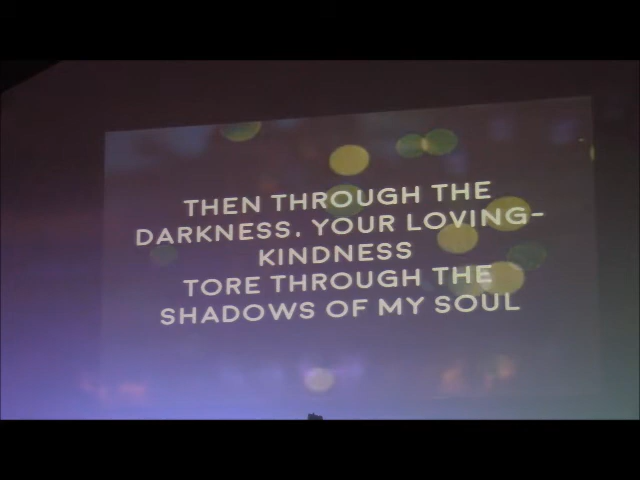 THEN THROUGH THE
DARKNESS, YOUR LOVING-
KINDNESS
TORE THROUGH THE
SHADOWS OF MY SOUL